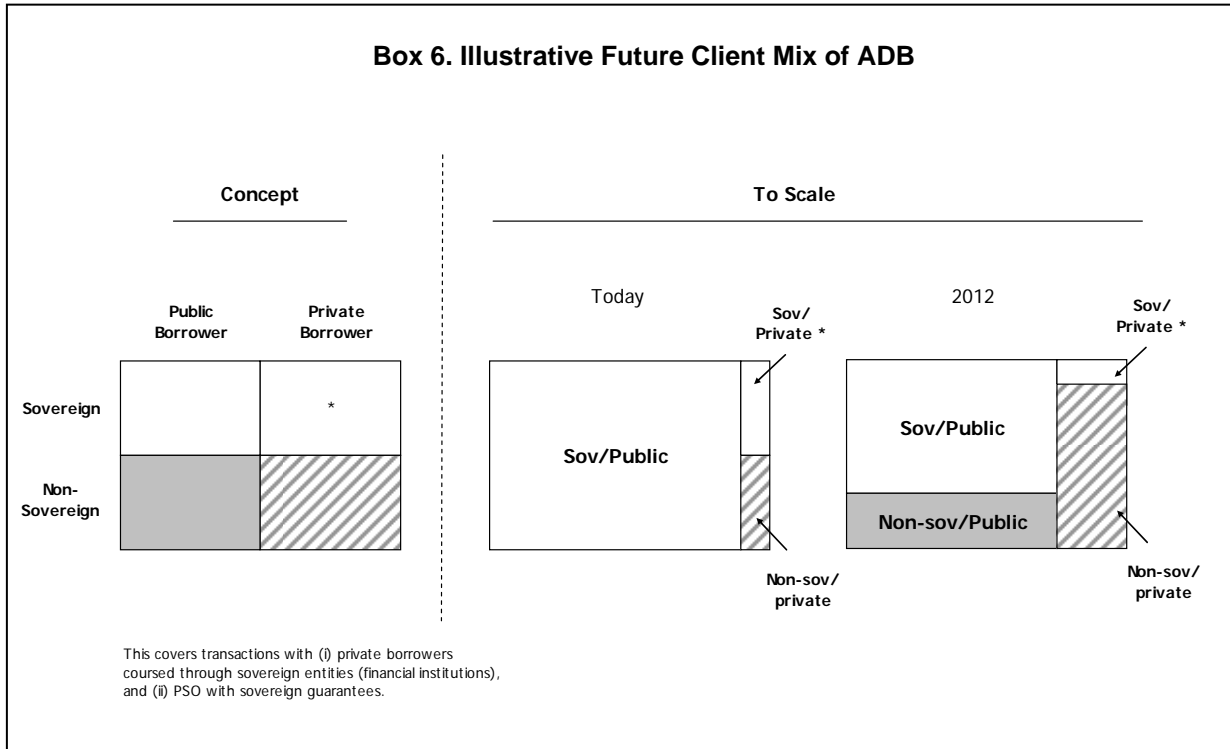 Box 6. Illustrative Future Client Mix of ADB
Concept
To Scale
Public
Borrower
Private
Borrower
Sovereign
*
Non-
Sovereign
Today
Sov/
Private *
Sov/Public
Non-sov/
private
2012
Sov/
Private *
Sov/Public
Non-sov/Public
Non-sov/
private
This covers transactions with (i) private borrowers
coursed through sovereign entities (financial institutions),
and (ii) PSO with sovereign guarantees.